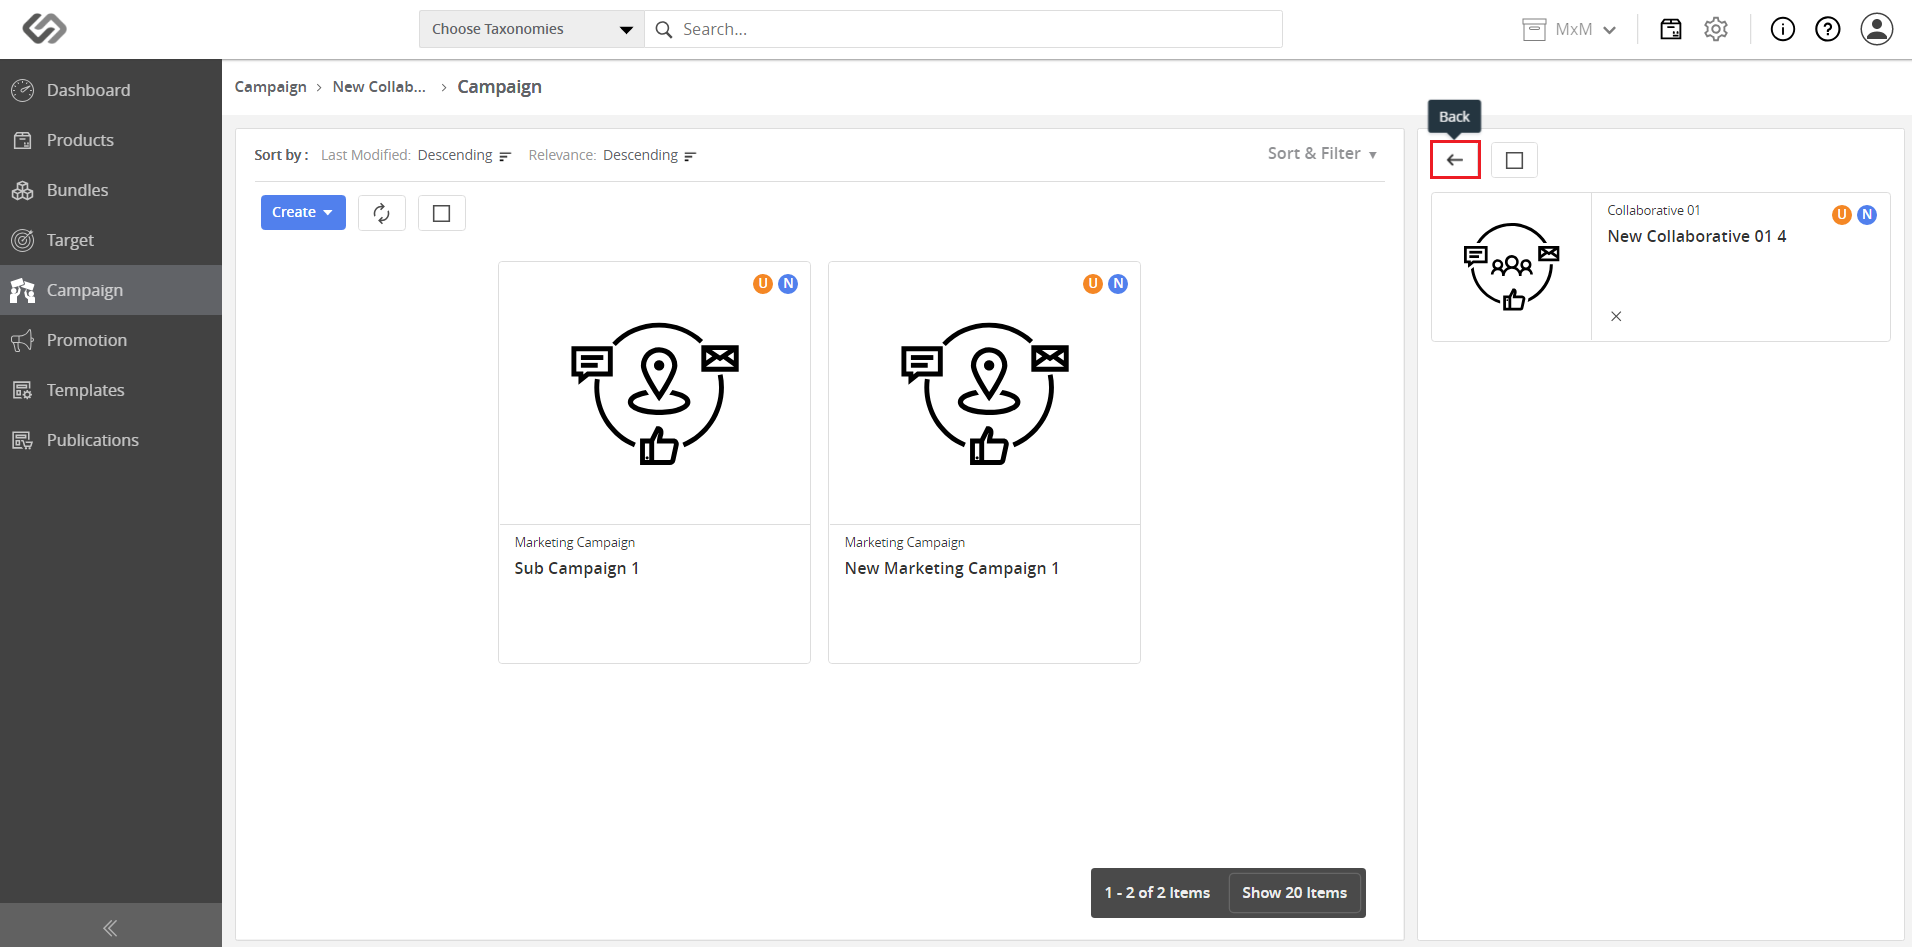 Choose Taxonomies
Search...
MxM
Dashboard
Products
Bundles
Target
Campaign
Promotion
Templates
Publications
Campaign > New Collab... > Campaign
Sort by : Last Modified: Descending Relevance: Descending
Sort & Filter
Create
U N
Marketing Campaign
Sub Campaign 1
U N
Marketing Campaign
New Marketing Campaign 1
1 - 2 of 2 Items Show 20 Items
Back
Collaborative 01
U N
New Collaborative 01 4